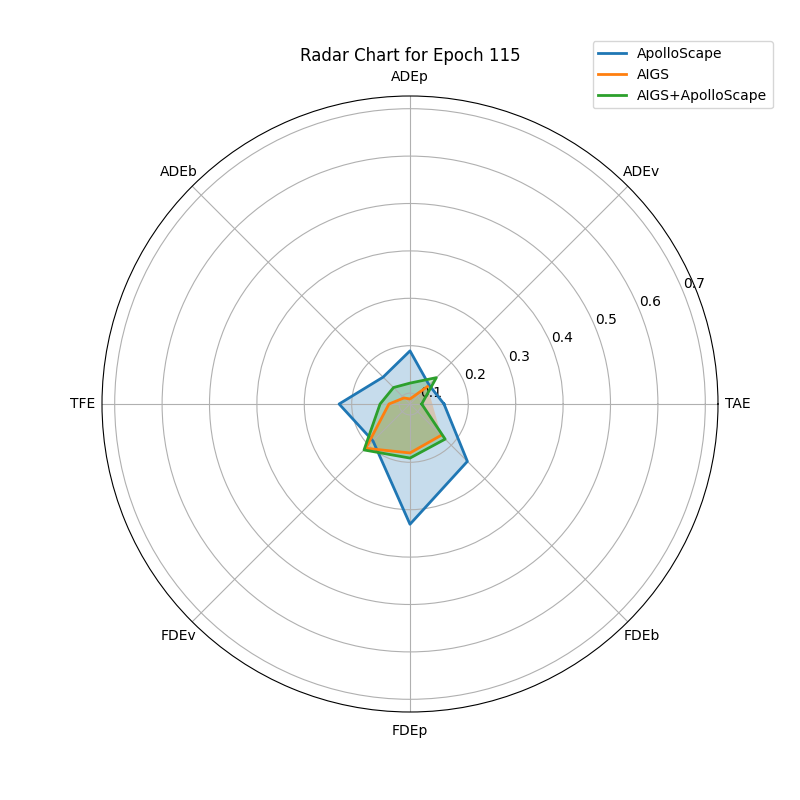 Radar Chart for Epoch 115
ApolloScape
AIGS
AIGS+ApolloScape
ADEp
ADEb
ADEv
0.7
0.6
0.5
0.4
0.3
0.2
0.1
TFE
TAE
FDEv
FDEb
FDEp